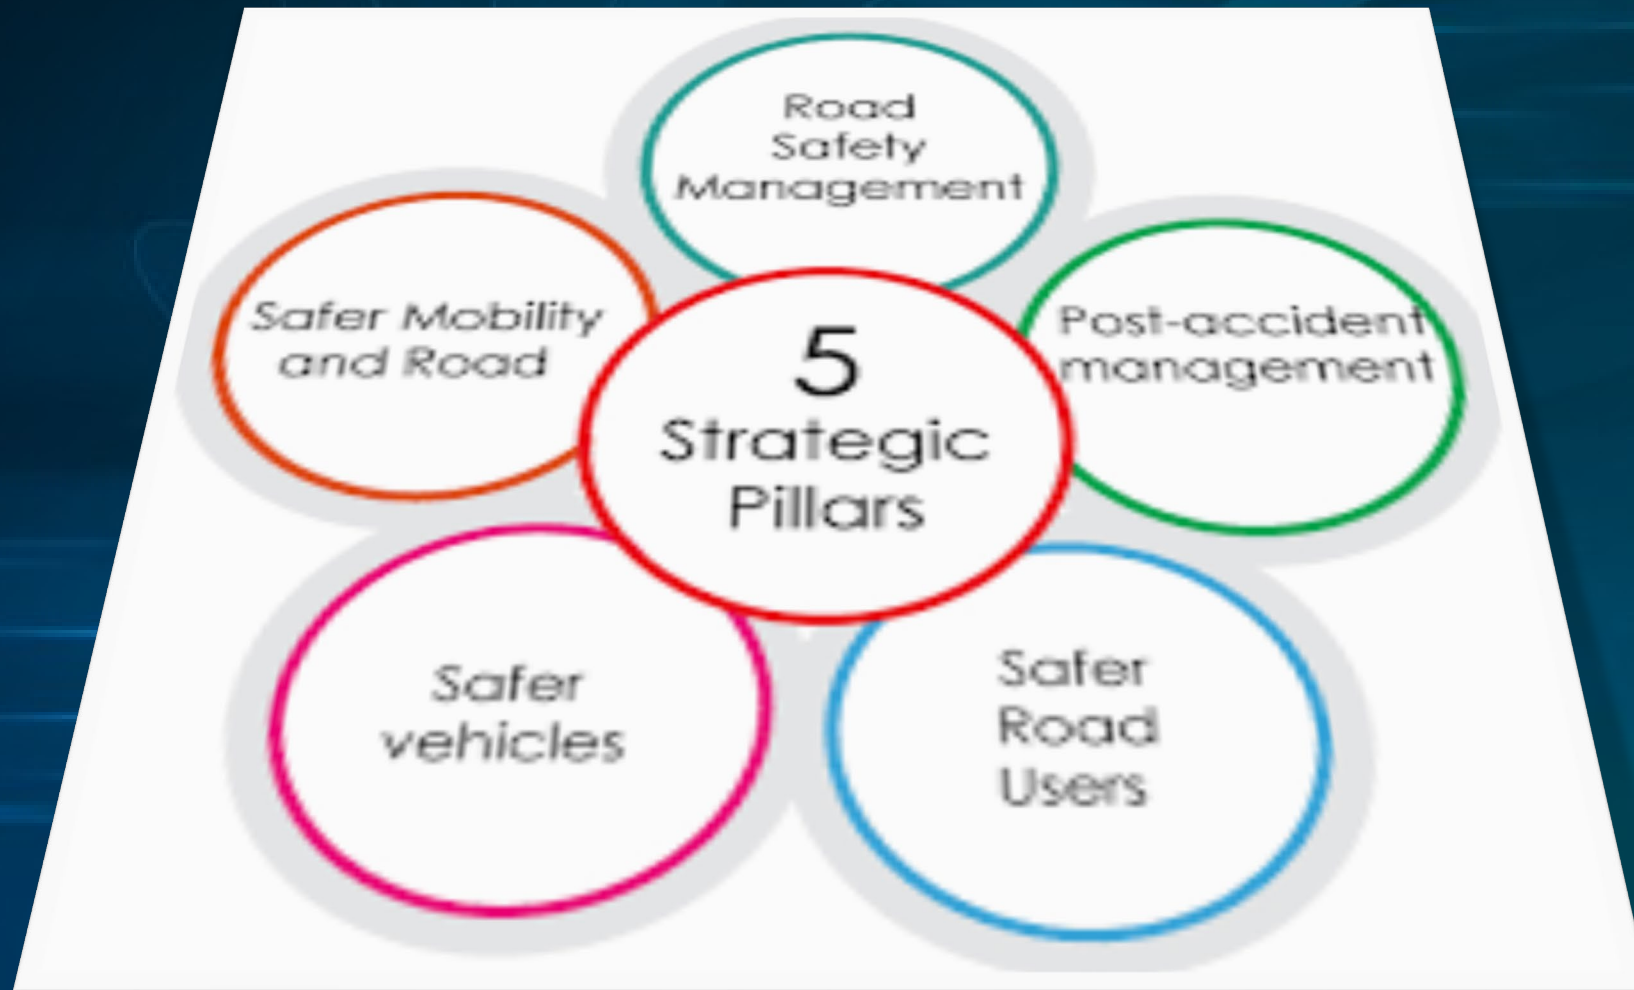 Road
Safety
Management
Safer Mobility
and Road
Post-accident
management
5
Strategic
Pillars
Safer
vehicles
Safer
Road
Users